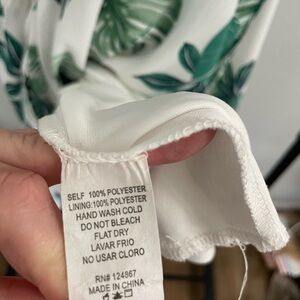 SELF 100% POLYESTER
LINING:100% POLYESTER
HAND WASH COLD
DO NOT BLEACH
FLAT DRY
LAVAR FRIO
NO USAR CLORO
RN# 124867
MADE IN CHINA